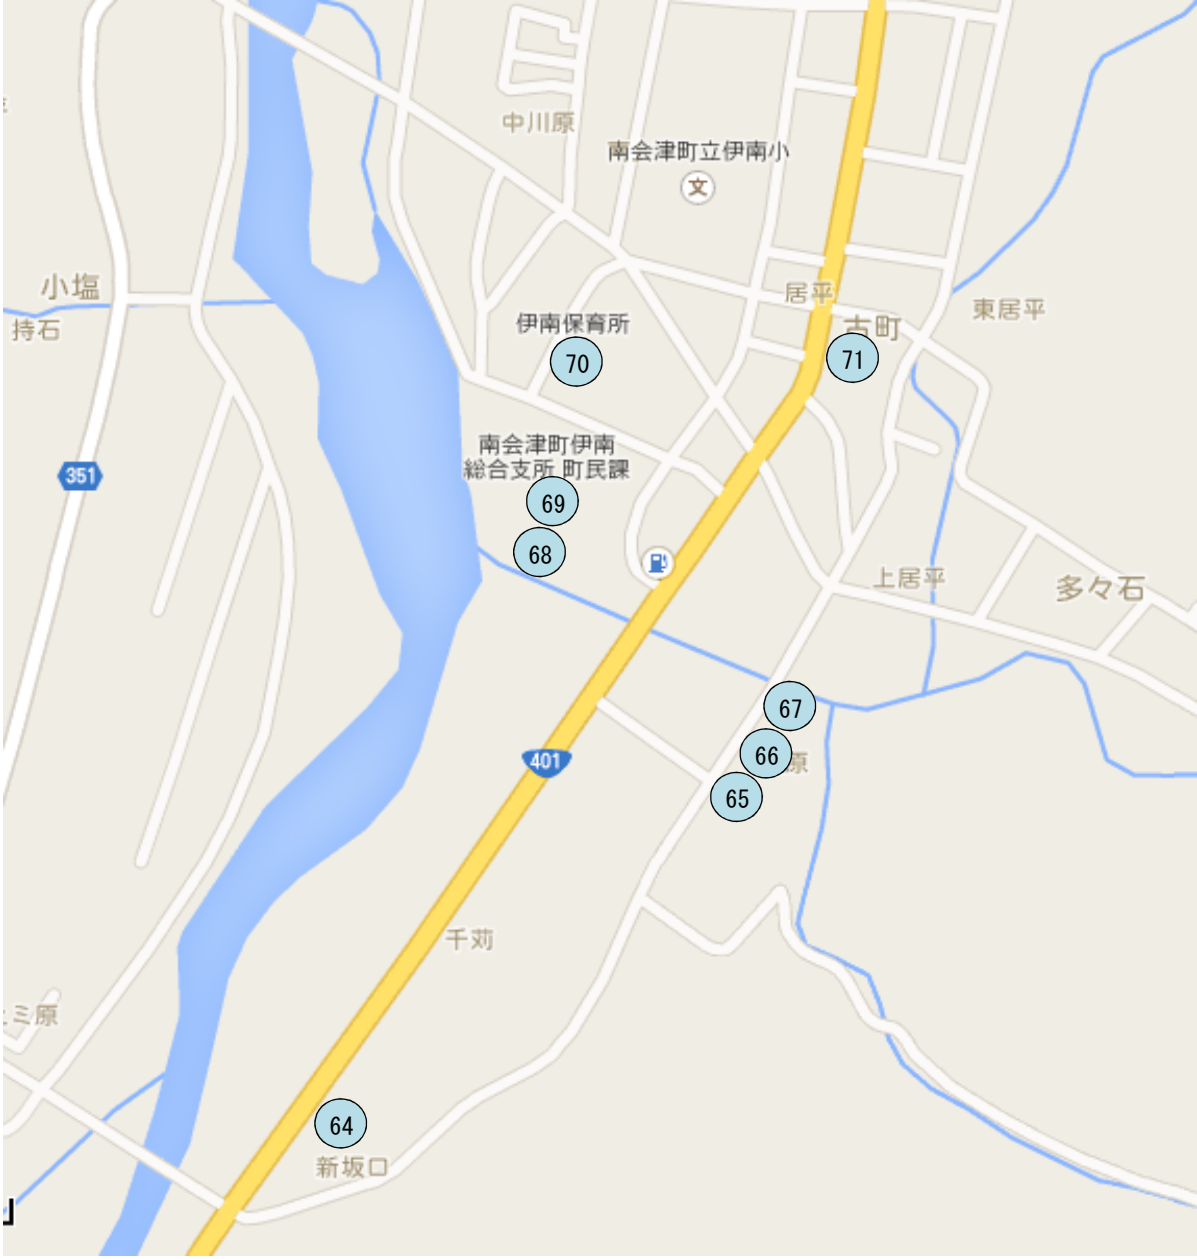 中川原
南会津町立伊南小
文
小塩
持石
居平
古町
東居平
伊南保育所
70
71
351
南会津町伊南
総合支所 町民課
69
68
上居平
多々石
67
66
原
65
401
千苅
ミ原
64
新坂口